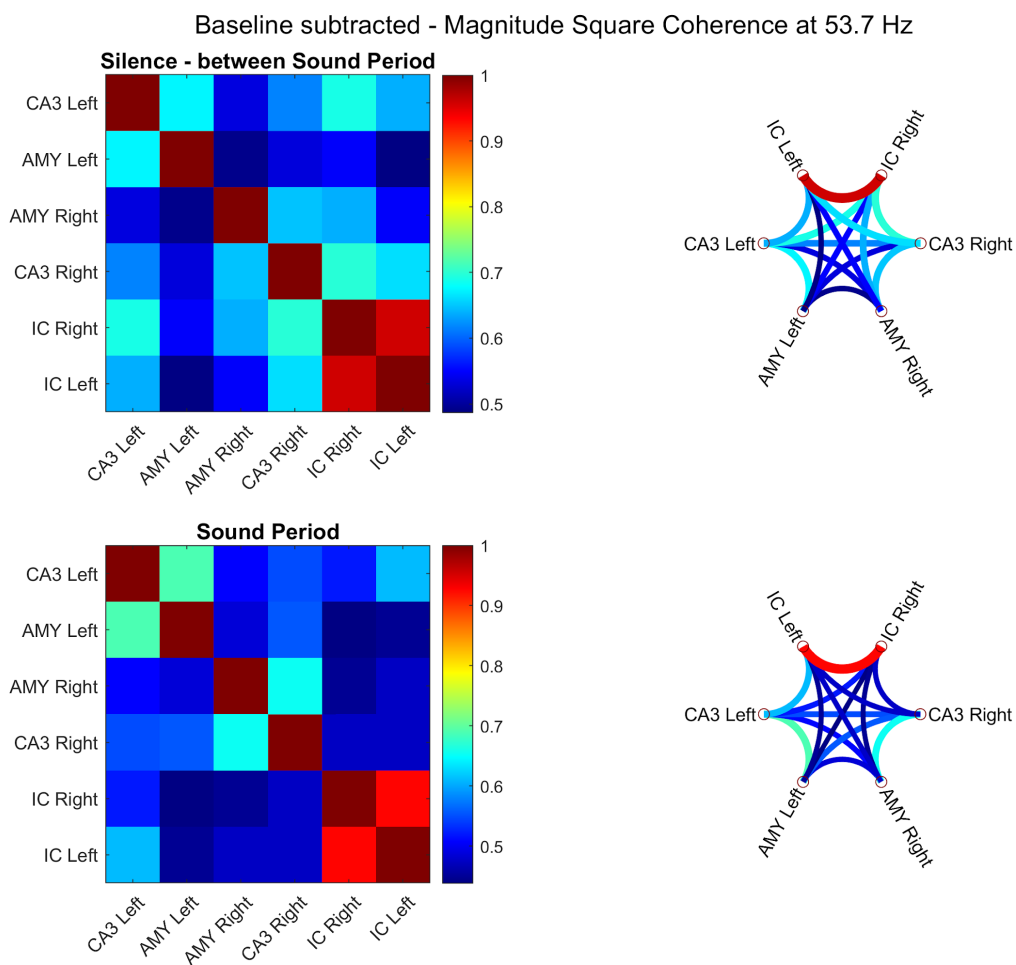 Baseline subtracted - Magnitude Square Coherence at 53.7 Hz
Silence - between Sound Period
CA3 Left
AMY Left
AMY Right
CA3 Right
IC Right
IC Left
CA3 Left
AMY Left
AMY Right
CA3 Right
IC Right
IC Left
1
0.9
0.8
0.7
0.6
0.5
IC Left
IC Right
CA3 Left
CA3 Right
AMY Left
AMY Right
Sound Period
CA3 Left
AMY Left
AMY Right
CA3 Right
IC Right
IC Left
CA3 Left
AMY Left
AMY Right
CA3 Right
IC Right
IC Left
1
0.9
0.8
0.7
0.6
0.5
IC Left
IC Right
CA3 Left
CA3 Right
AMY Left
AMY Right